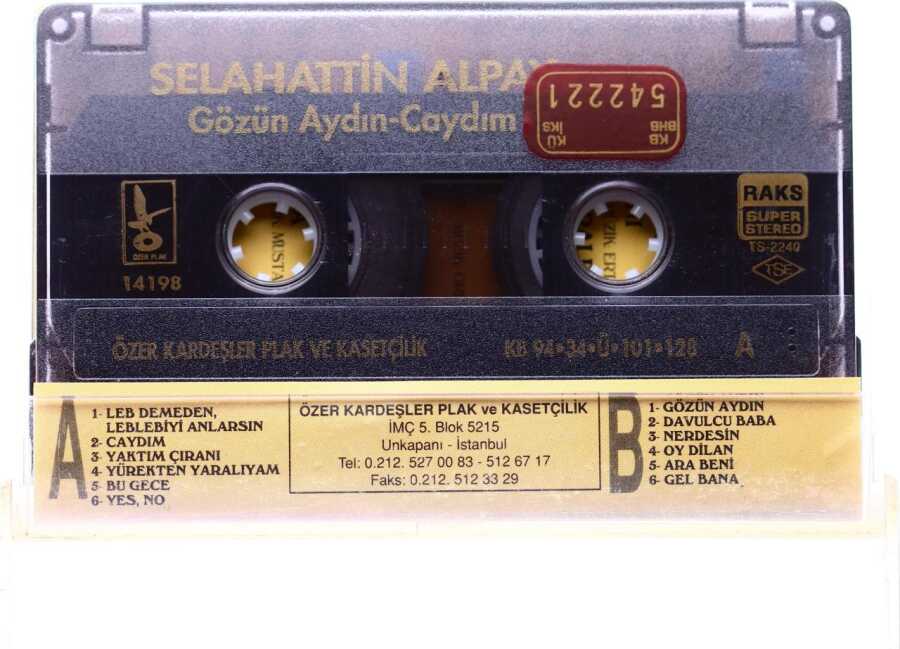 SELAHATTİN ALPAY
Gözün Aydın-Caydım
542221
KB
BHB
KÜ
İKS
ÖZER PLAK
14198
RAKS
SUPER
STEREO
TS-2240
TSE
ÖZER KARDEŞLER PLAK VE KASETÇİLİK
KB 94•34•Ü•101•128
A
A
1- LEB DEMEDEN,
LEBLEBİYİ ANLARSIN
2- CAYDIM
3- YAKTIM ÇIRANI
4- YÜREKTEN YARALIYAM
5- BU GECE
6- YES, NO
ÖZER KARDEŞLER PLAK ve KASETÇİLİK
İMÇ 5. Blok 5215
Unkapanı - İstanbul
Tel: 0.212. 527 00 83 - 512 67 17
Faks: 0.212. 512 33 29
B
1- GÖZÜN AYDIN
2- DAVULCU BABA
3- NERDESİN
4- OY DİLAN
5- ARA BENİ
6- GEL BANA